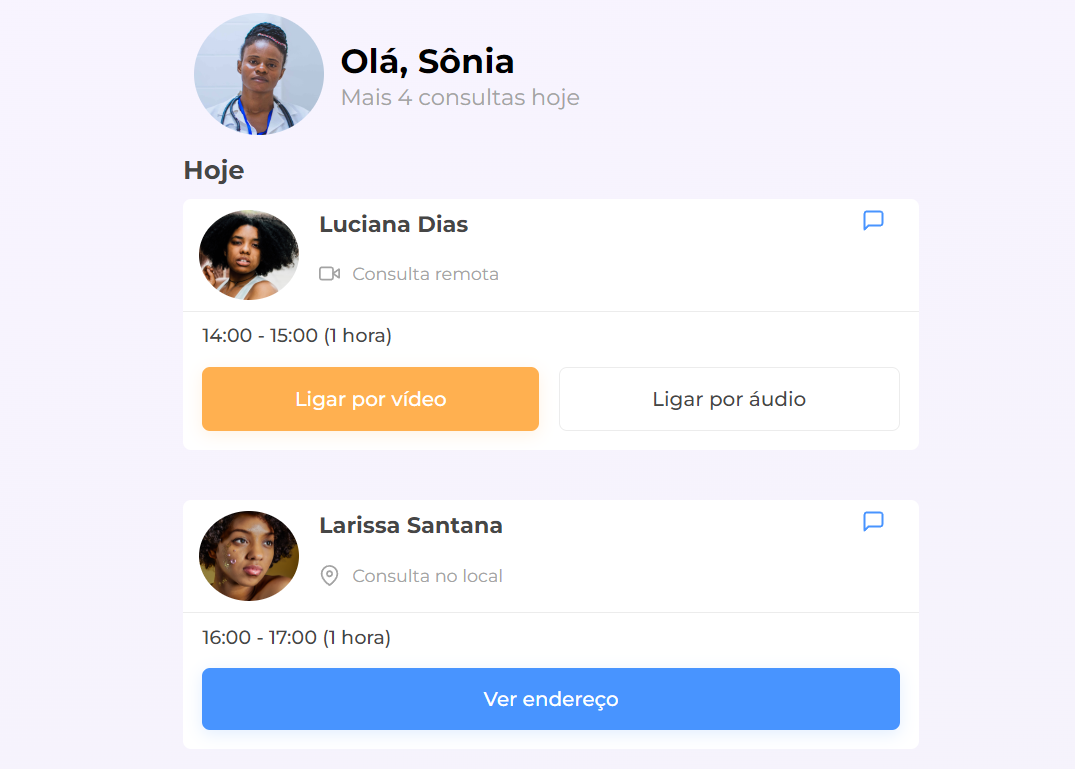 Olá, Sônia
Mais 4 consultas hoje
Hoje
Luciana Dias
Consulta remota
14:00 - 15:00 (1 hora)
Ligar por vídeo
Ligar por áudio
Larissa Santana
Consulta no local
16:00 - 17:00 (1 hora)
Ver endereço